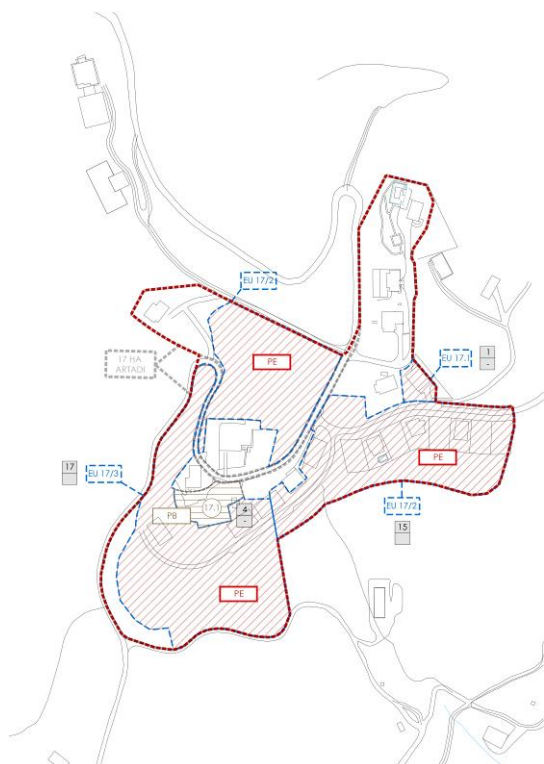 EU 17/2
17 HA
ARTADI
PE
1
-
EU 17.1
17
EU 17/3
PE
PB
17.1
4
-
EU 17/2
15
PE